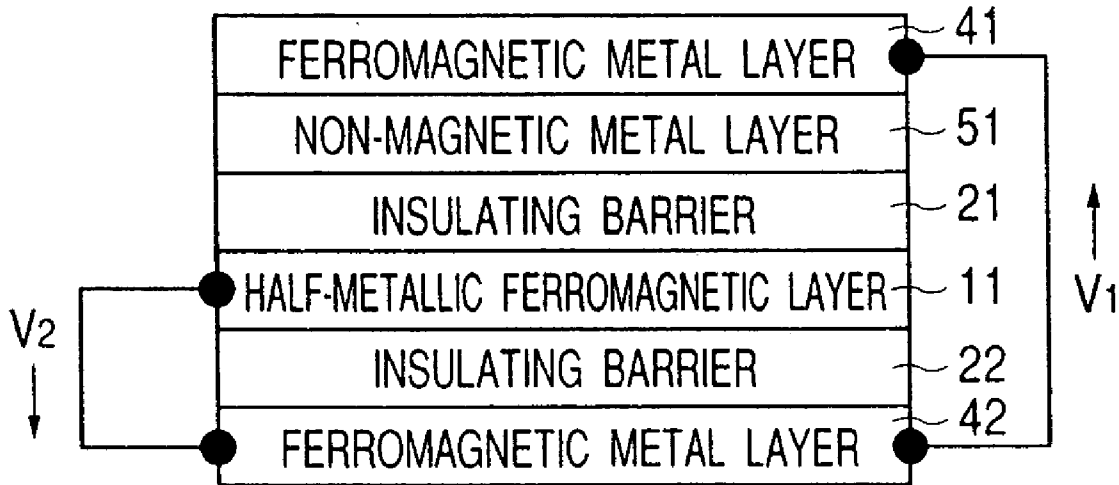 41
FERROMAGNETIC METAL LAYER
NON-MAGNETIC METAL LAYER 51
INSULATING BARRIER 21
HALF-METALLIC FERROMAGNETIC LAYER 11
V1
V2
INSULATING BARRIER 22
42
FERROMAGNETIC METAL LAYER